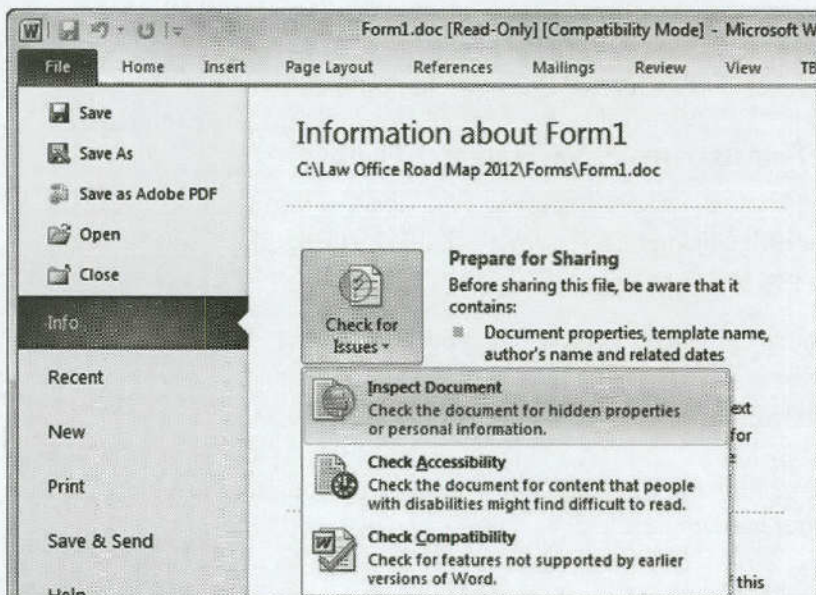 Form1.doc [Read-Only] [Compatibility Mode] - Microsoft W
File Home Insert Page Layout References Mailings Review View TB
Save
Save As
Save as Adobe PDF
Open
Close
Info
Recent
New
Print
Save & Send
Help
Information about Form1
C:\Law Office Road Map 2012\Forms\Form1.doc
Check for
Issues
Prepare for Sharing
Before sharing this file, be aware that it
contains:
Document properties, template name,
author's name and related dates
Inspect Document
Check the document for hidden properties
or personal information.
Check Accessibility
Check the document for content that people
with disabilities might find difficult to read.
Check Compatibility
Check for features not supported by earlier
versions of Word.
ext
for
this